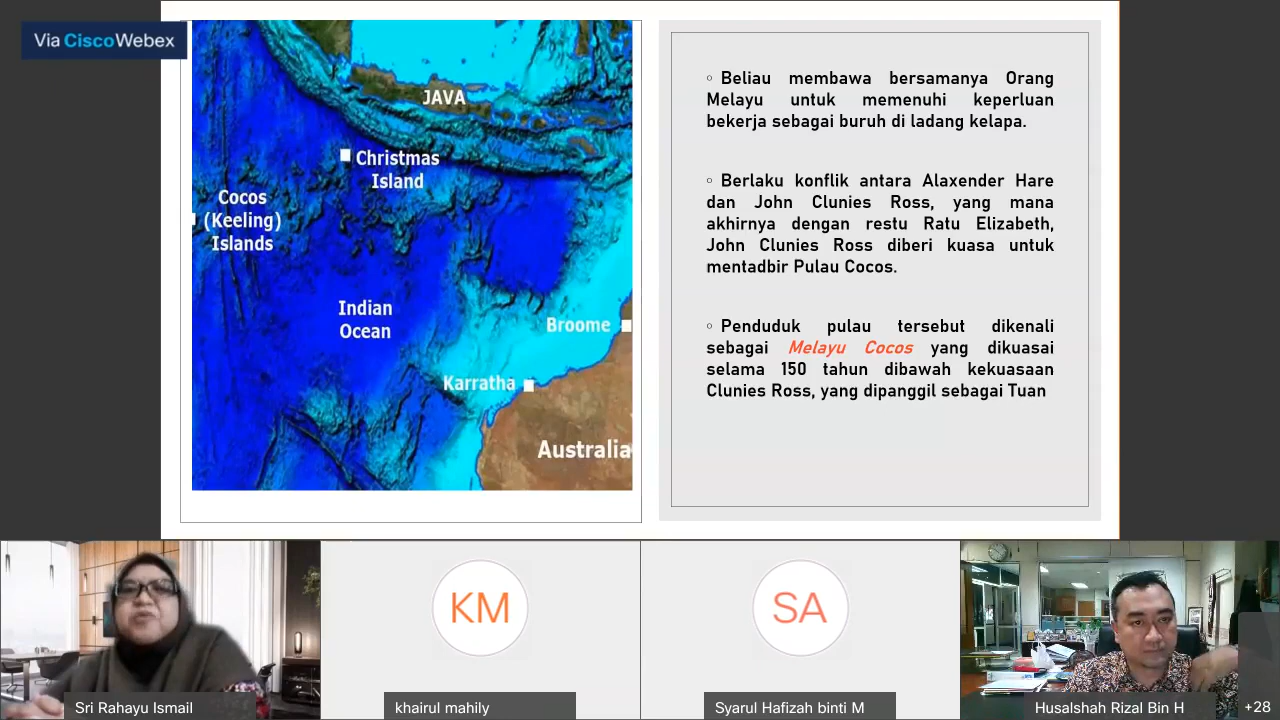 Via CiscoWebex
JAVA
Christmas
Island
Cocos
(Keeling)
Islands
Indian
Ocean
Broome
Karratha
Australia
◦ Beliau membawa bersamanya Orang
Melayu untuk memenuhi keperluan
bekerja sebagai buruh di ladang kelapa.
◦ Berlaku konflik antara Alaxender Hare
dan John Clunies Ross, yang mana
akhirnya dengan restu Ratu Elizabeth,
John Clunies Ross diberi kuasa untuk
mentadbir Pulau Cocos.
◦ Penduduk pulau tersebut dikenali
sebagai Melayu Cocos yang dikuasai
selama 150 tahun dibawah kekuasaan
Clunies Ross, yang dipanggil sebagai Tuan
KM
SA
Sri Rahayu Ismail
khairul mahily
Syarul Hafizah binti M
Husalshah Rizal Bin H
+28